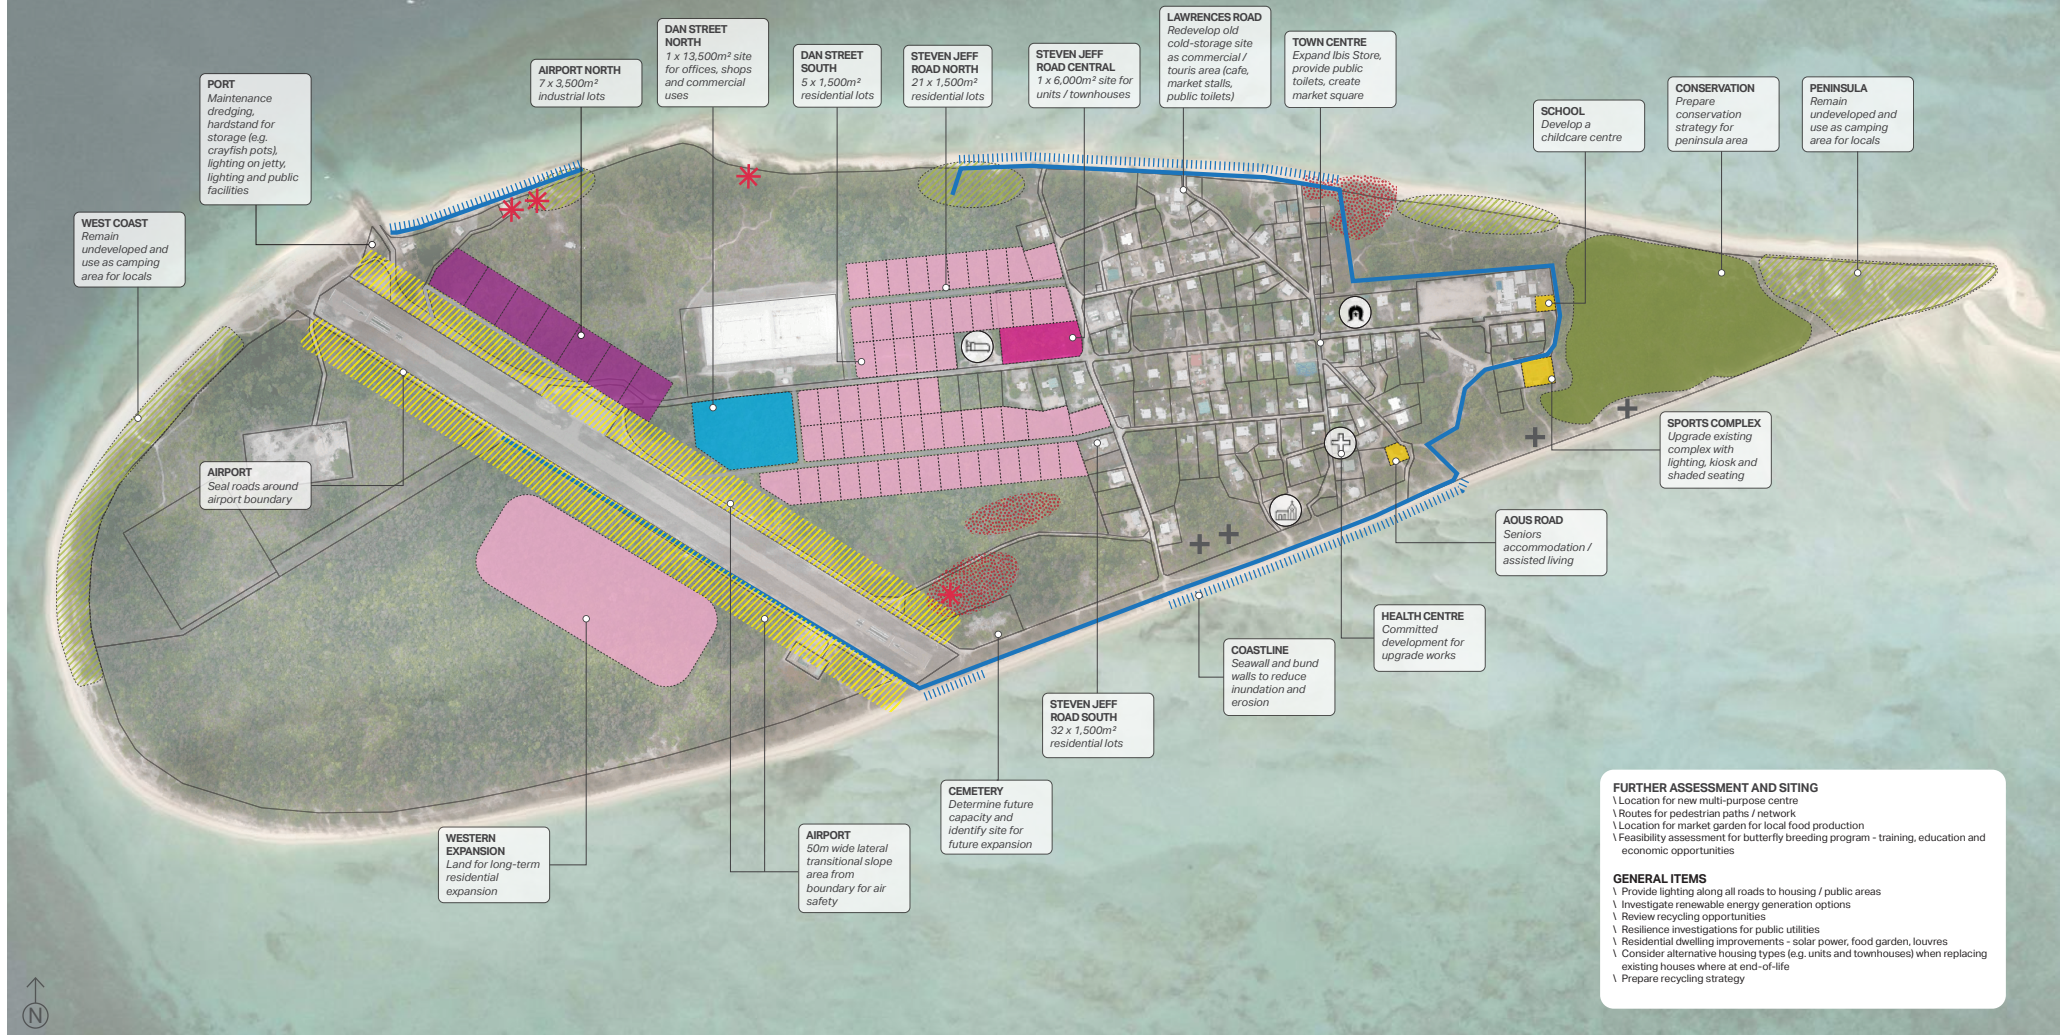 PORT
Maintenance
dredging,
hardstand for
storage (e.g.
crayfish pots),
lighting on jetty,
lighting and public
facilities
WEST COAST
Remain
undeveloped and
use as camping
area for locals
AIRPORT NORTH
7 x 3,500m²
industrial lots
DAN STREET
NORTH
1 x 13,500m² site
for offices, shops
and commercial
uses
DAN STREET
SOUTH
5 x 1,500m²
residential lots
STEVEN JEFF
ROAD NORTH
21 x 1,500m²
residential lots
STEVEN JEFF
ROAD CENTRAL
1 x 6,000m² site for
units / townhouses
LAWRENCES ROAD
Redevelop old
cold-storage site
as commercial /
touris area (cafe,
market stalls,
public toilets)
TOWN CENTRE
Expand Ibis Store,
provide public
toilets, create
market square
SCHOOL
Develop a
childcare centre
CONSERVATION
Prepare
conservation
strategy for
peninsula area
PENINSULA
Remain
undeveloped and
use as camping
area for locals
AIRPORT
Seal roads around
airport boundary
SPORTS COMPLEX
Upgrade existing
complex with
lighting, kiosk and
shaded seating
AOUS ROAD
Seniors
accommodation /
assisted living
HEALTH CENTRE
Committed
development for
upgrade works
COASTLINE
Seawall and bund
walls to reduce
inundation and
erosion
STEVEN JEFF
ROAD SOUTH
32 x 1,500m²
residential lots
CEMETERY
Determine future
capacity and
identify site for
future expansion
AIRPORT
50m wide lateral
transitional slope
area from
boundary for air
safety
WESTERN
EXPANSION
Land for long-term
residential
expansion
FURTHER ASSESSMENT AND SITING
\ Location for new multi-purpose centre
\ Routes for pedestrian paths / network
\ Location for market garden for local food production
\ Feasibility assessment for butterfly breeding program - training, education and
economic opportunities
GENERAL ITEMS
\ Provide lighting along all roads to housing / public areas
\ Investigate renewable energy generation options
\ Review recycling opportunities
\ Resilience investigations for public utilities
\ Residential dwelling improvements - solar power, food garden, louvres
\ Consider alternative housing types (e.g. units and townhouses) when replacing
existing houses where at end-of-life
\ Prepare recycling strategy
N